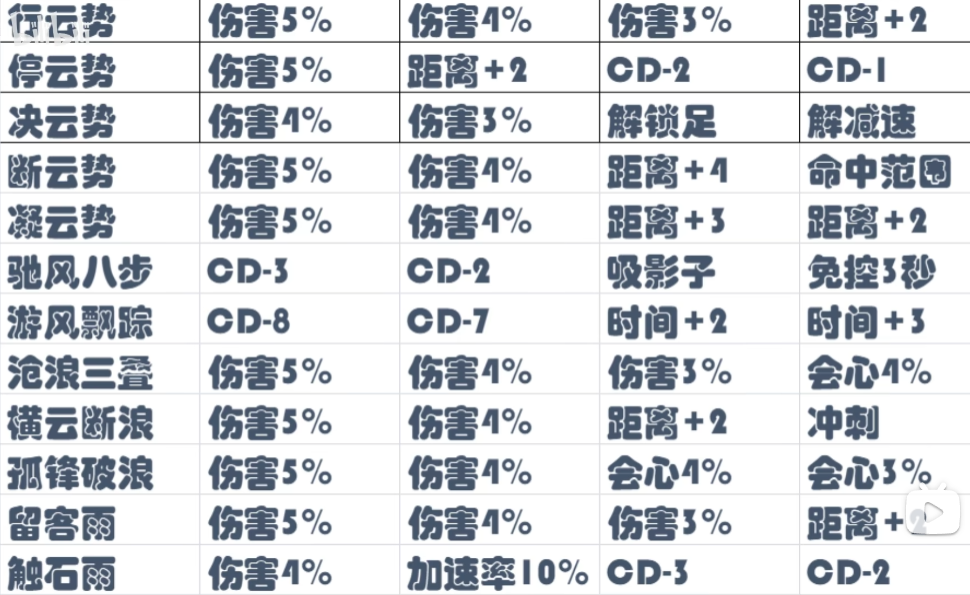 行云势 伤害5% 伤害4% 伤害3% 距离+2
停云势 伤害5% 距离+2 CD-2 CD-1
决云势 伤害4% 伤害3% 解锁足 解减速
断云势 伤害5% 伤害4% 距离+4 命中范围
凝云势 伤害5% 伤害4% 距离+3 距离+2
驰风八步 CD-3 CD-2 吸影子 免控3秒
游风飘踪 CD-8 CD-7 时间+2 时间+3
沧浪三叠 伤害5% 伤害4% 伤害3% 会心4%
横云断浪 伤害5% 伤害4% 距离+2 冲刺
孤锋破浪 伤害5% 伤害4% 会心4% 会心3%
留客雨 伤害5% 伤害4% 伤害3% 距离+2
触石雨 伤害4% 加速率10% CD-3 CD-2